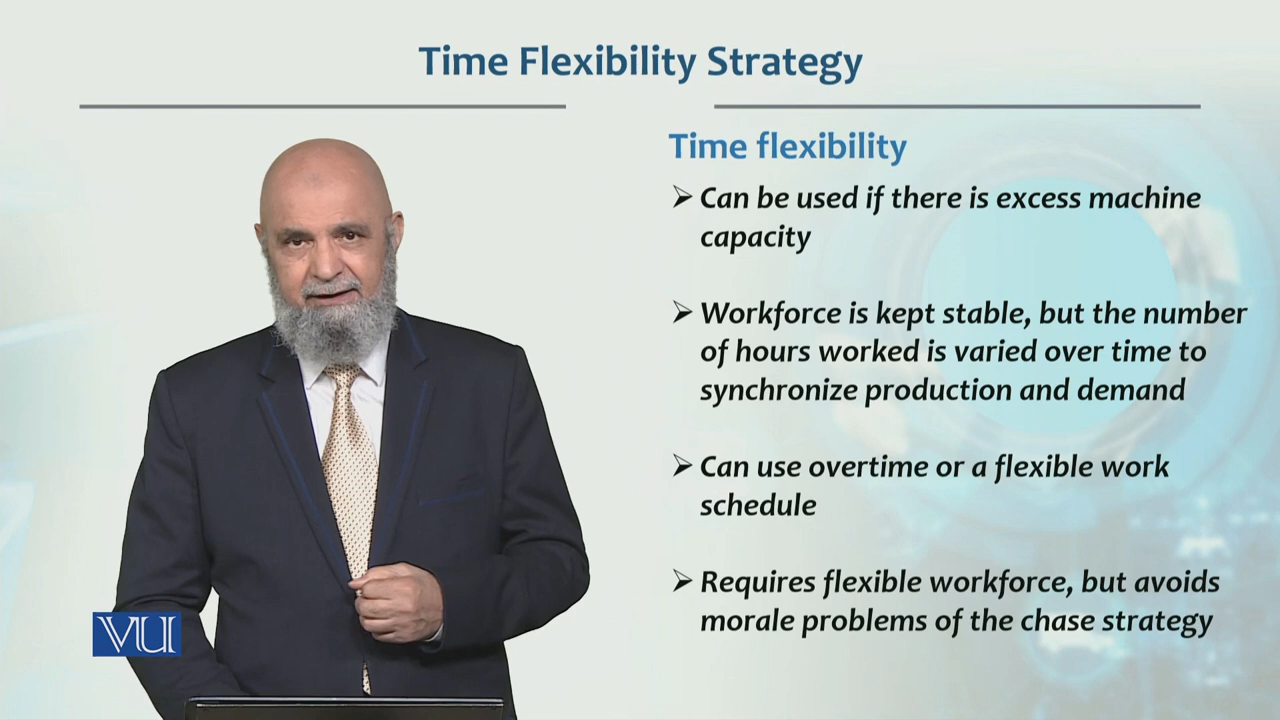 Time Flexibility Strategy
Time flexibility
➢ Can be used if there is excess machine
capacity
➢ Workforce is kept stable, but the number
of hours worked is varied over time to
synchronize production and demand
➢ Can use overtime or a flexible work
schedule
➢ Requires flexible workforce, but avoids
morale problems of the chase strategy
VU